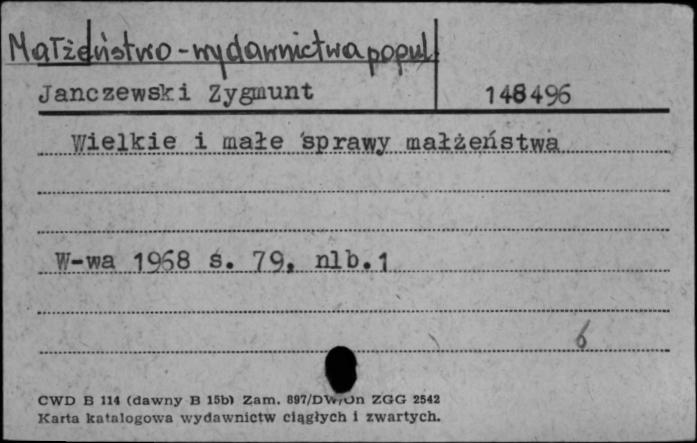 Małżeństwo - wydawnictwa popul.
Janczewski Zygmunt 148496
Wielkie i małe sprawy małżeństwa
W-wa 1968 s. 79, nlb.1
6
CWD B 114 (dawny B 15b) Zam. 897/DW/Un ZGG 2542
Karta katalogowa wydawnictw ciągłych i zwartych.